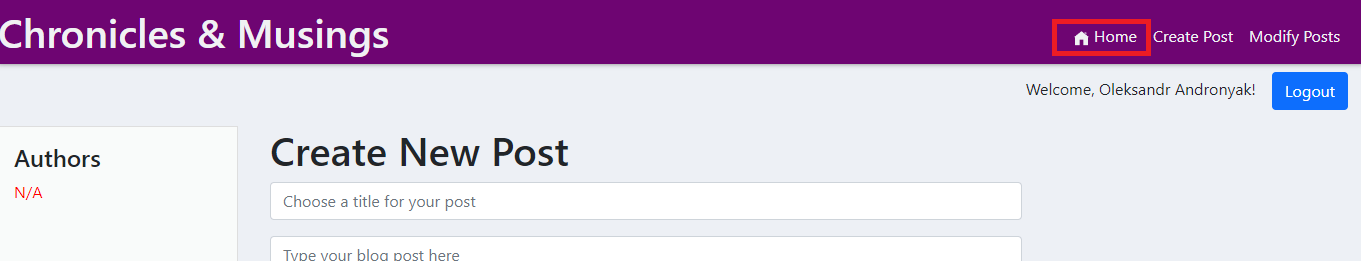 Chronicles & Musings
Home Create Post Modify Posts
Welcome, Oleksandr Andronyak! Logout
Authors
N/A
Create New Post
Choose a title for your post
Type your blog post here